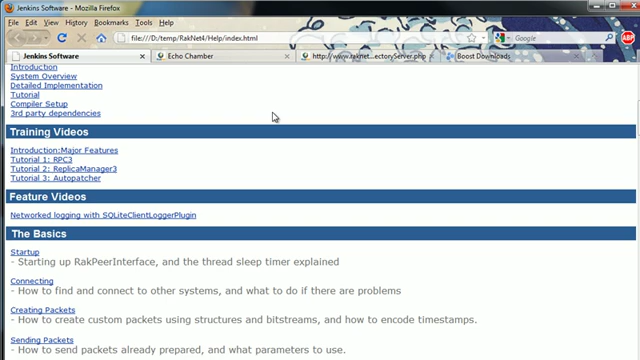 Jenkins Software - Mozilla Firefox
File Edit View History Bookmarks Tools Help
file:///D:/temp/RakNet4/Help/index.html
Google
ABP
Jenkins Software
Echo Chamber
http://www.raknet...ectoryServer.php
Boost Downloads
Introduction
System Overview
Detailed Implementation
Tutorial
Compiler Setup
3rd party dependencies
Training Videos
Introduction:Major Features
Tutorial 1: RPC3
Tutorial 2: ReplicaManager3
Tutorial 3: Autopatcher
Feature Videos
Networked logging with SQLiteClientLoggerPlugin
The Basics
Startup
- Starting up RakPeerInterface, and the thread sleep timer explained
Connecting
- How to find and connect to other systems, and what to do if there are problems
Creating Packets
- How to create custom packets using structures and bitstreams, and how to encode timestamps.
Sending Packets
- How to send packets already prepared, and what parameters to use.